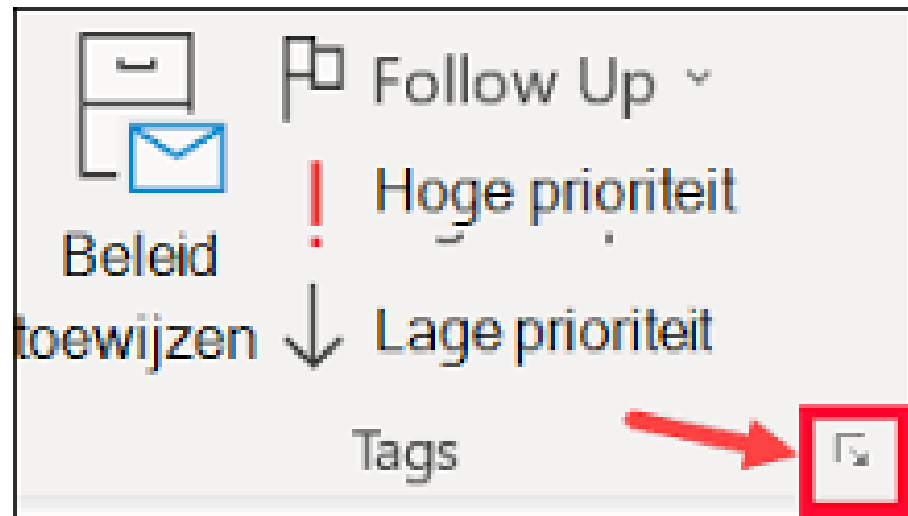 Follow Up
Hoge prioriteit
Beleid
toewijzen
Lage prioriteit
Tags